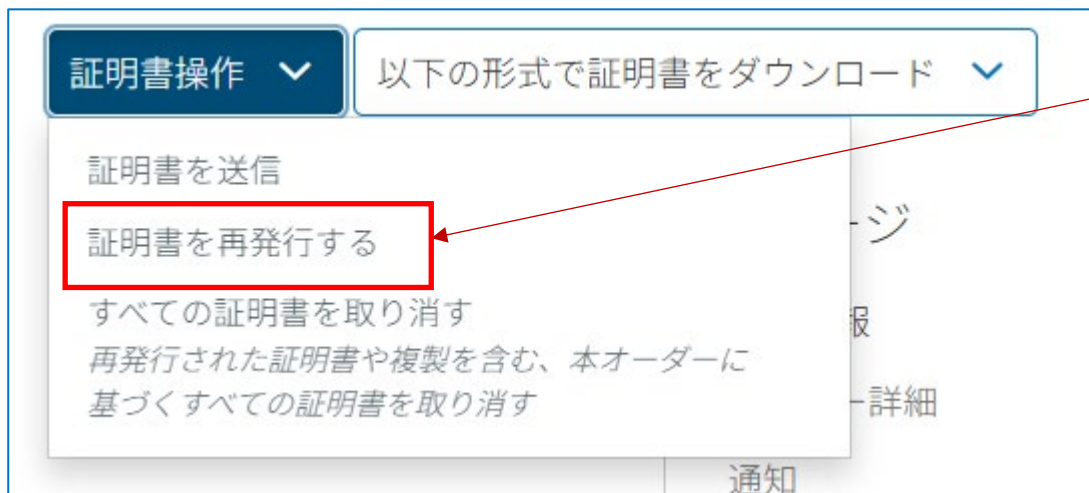 証明書操作
以下の形式で証明書をダウンロード
証明書を送信
証明書を再発行する
ージ
すべての証明書を取り消す
報
再発行された証明書や複製を含む、本オーダーに
基づくすべての証明書を取り消す
ー詳細
通知